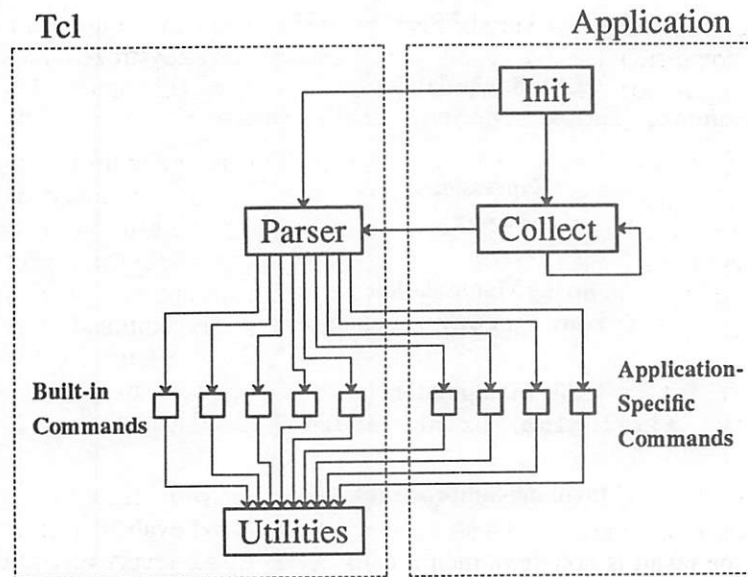 Tcl
Application
Init
Parser
Collect
Built-in
Commands
Application-
Specific
Commands
Utilities